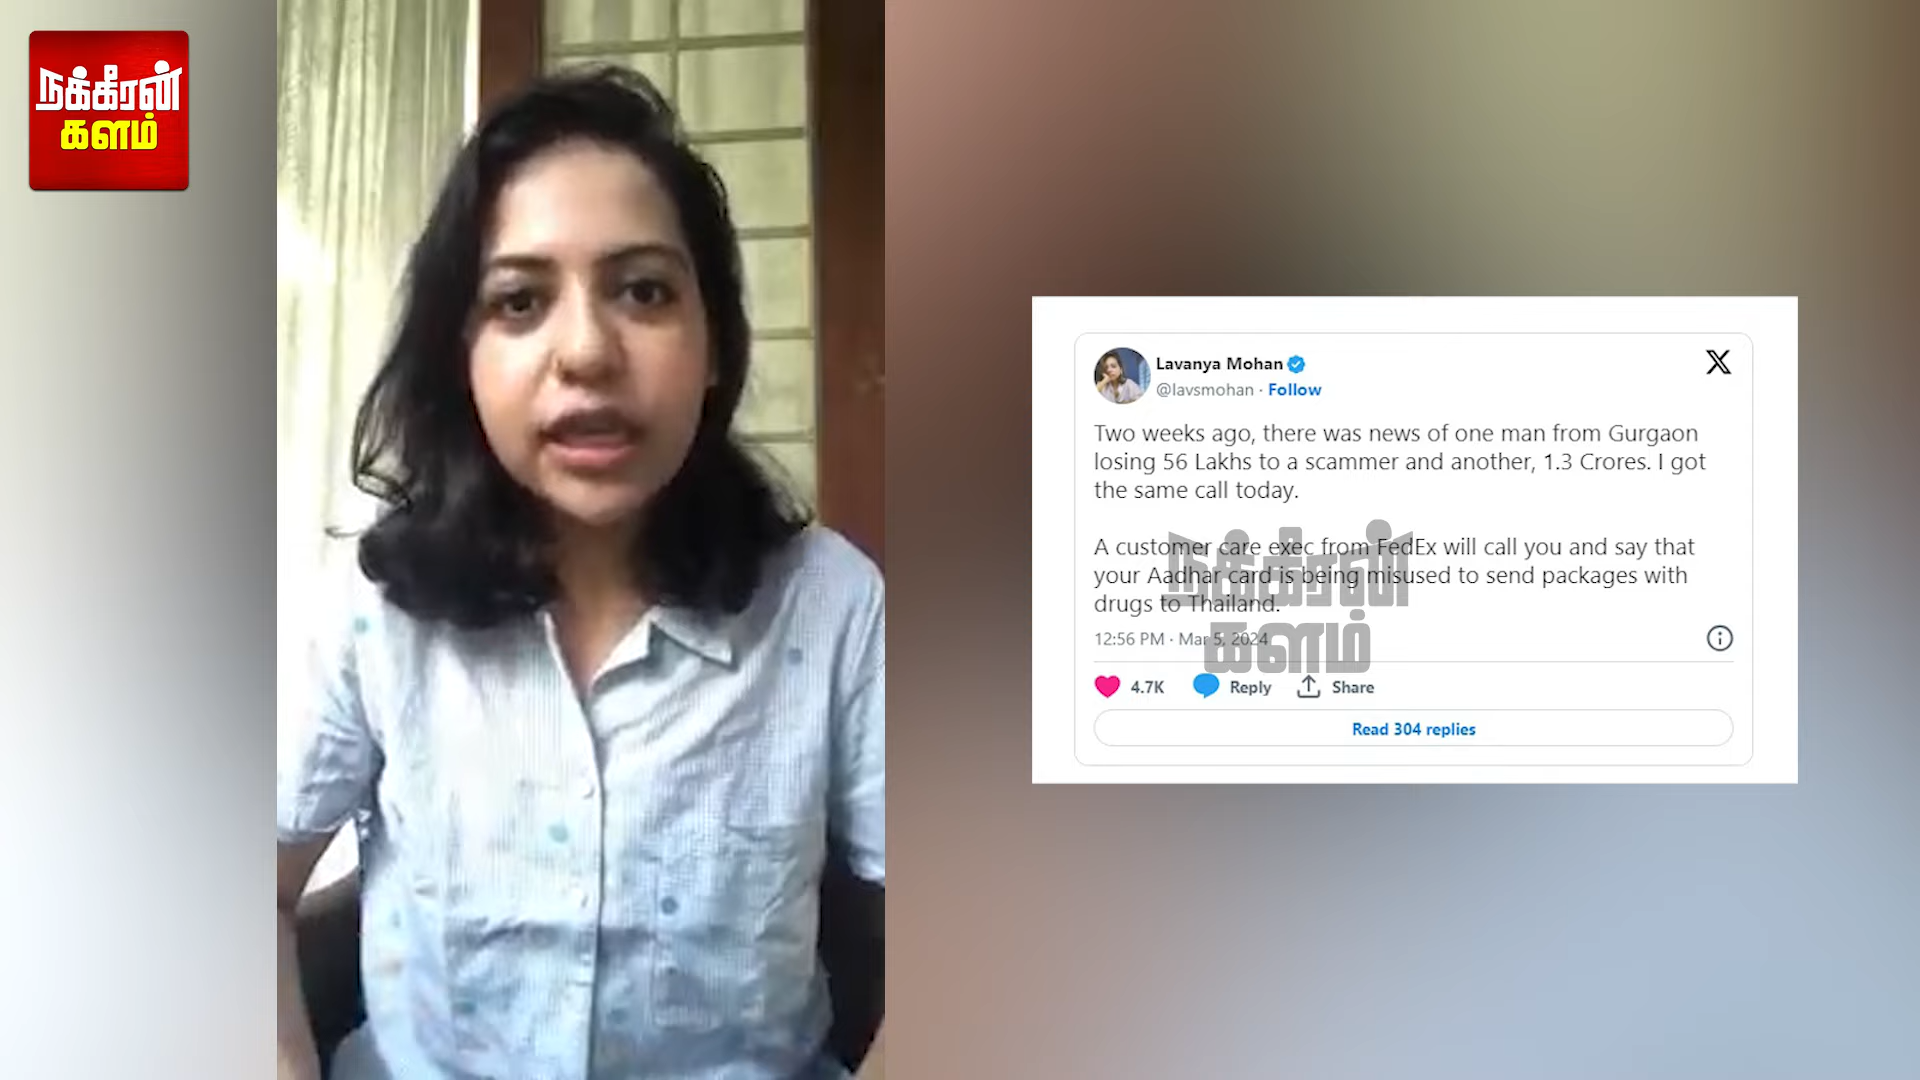 நக்கீரன்
களம்
Lavanya Mohan
@lavsmohan · Follow
Two weeks ago, there was news of one man from Gurgaon
losing 56 Lakhs to a scammer and another, 1.3 Crores. I got
the same call today.
A customer care exec from FedEx will call you and say that
your Aadhar card is being misused to send packages with
drugs to Thailand.
12:56 PM · Mar 5, 2024
4.7K Reply Share
Read 304 replies
நக்கீரன்
களம்